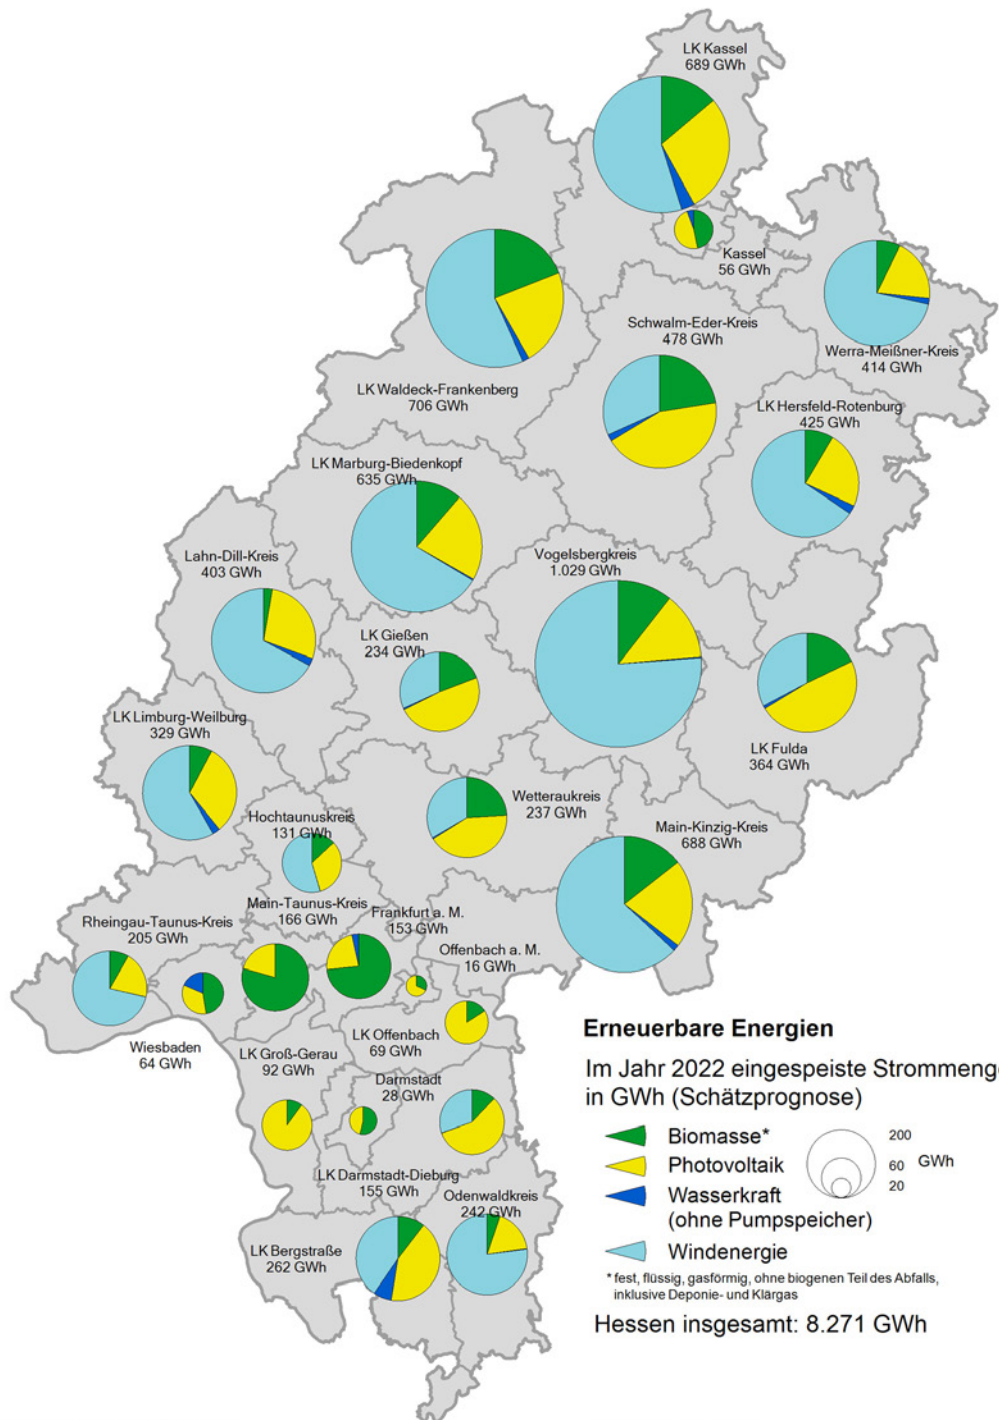 LK Kassel
689 GWh
Kassel
56 GWh
Werra-Meißner-Kreis
414 GWh
Schwalm-Eder-Kreis
478 GWh
LK Waldeck-Frankenberg
706 GWh
LK Hersfeld-Rotenburg
425 GWh
LK Marburg-Biedenkopf
635 GWh
Lahn-Dill-Kreis
403 GWh
Vogelsbergkreis
1.029 GWh
LK Gießen
234 GWh
LK Fulda
364 GWh
LK Limburg-Weilburg
329 GWh
Wetteraukreis
237 GWh
Hochtaunuskreis
131 GWh
Main-Kinzig-Kreis
688 GWh
Main-Taunus-Kreis
166 GWh
Frankfurt a. M.
153 GWh
Rheingau-Taunus-Kreis
205 GWh
Offenbach a. M.
16 GWh
Wiesbaden
64 GWh
LK Offenbach
69 GWh
LK Groß-Gerau
92 GWh
Darmstadt
28 GWh
LK Darmstadt-Dieburg
155 GWh
Odenwaldkreis
242 GWh
LK Bergstraße
262 GWh
Erneuerbare Energien
Im Jahr 2022 eingespeiste Strommenge
in GWh (Schätzprognose)
Biomasse*
Photovoltaik
Wasserkraft
(ohne Pumpspeicher)
Windenergie
200
60
20
GWh
* fest, flüssig, gasförmig, ohne biogenen Teil des Abfalls,
inklusive Deponie- und Klärgas
Hessen insgesamt: 8.271 GWh